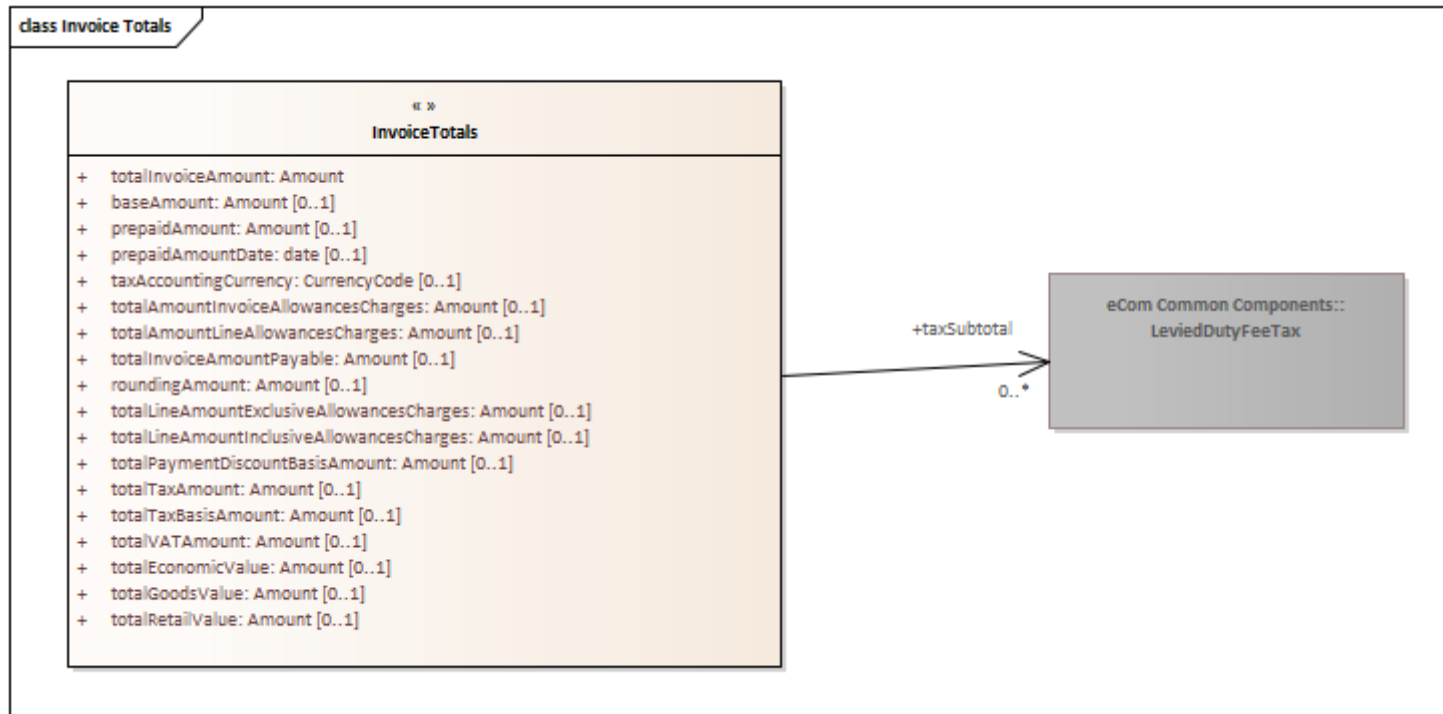 class Invoice Totals
« »
InvoiceTotals
+ totalInvoiceAmount: Amount
+ baseAmount: Amount [0..1]
+ prepaidAmount: Amount [0..1]
+ prepaidAmountDate: date [0..1]
+ taxAccountingCurrency: CurrencyCode [0..1]
+ totalAmountInvoiceAllowancesCharges: Amount [0..1]
+ totalAmountLineAllowancesCharges: Amount [0..1]
+ totalInvoiceAmountPayable: Amount [0..1]
+ roundingAmount: Amount [0..1]
+ totalLineAmountExclusiveAllowancesCharges: Amount [0..1]
+ totalLineAmountInclusiveAllowancesCharges: Amount [0..1]
+ totalPaymentDiscountBasisAmount: Amount [0..1]
+ totalTaxAmount: Amount [0..1]
+ totalTaxBasisAmount: Amount [0..1]
+ totalVATAmount: Amount [0..1]
+ totalEconomicValue: Amount [0..1]
+ totalGoodsValue: Amount [0..1]
+ totalRetailValue: Amount [0..1]
+taxSubtotal
0..*
eCom Common Components::
LeviedDutyFeeTax